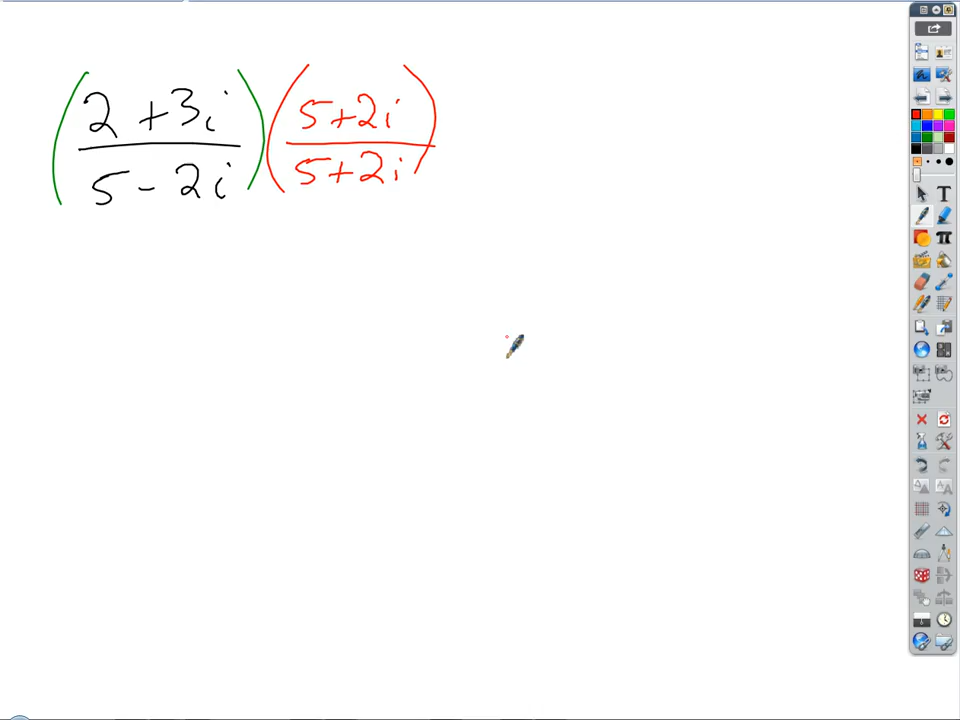 (2 + 3i / 5 - 2i) (5 + 2i / 5 + 2i)
T
π